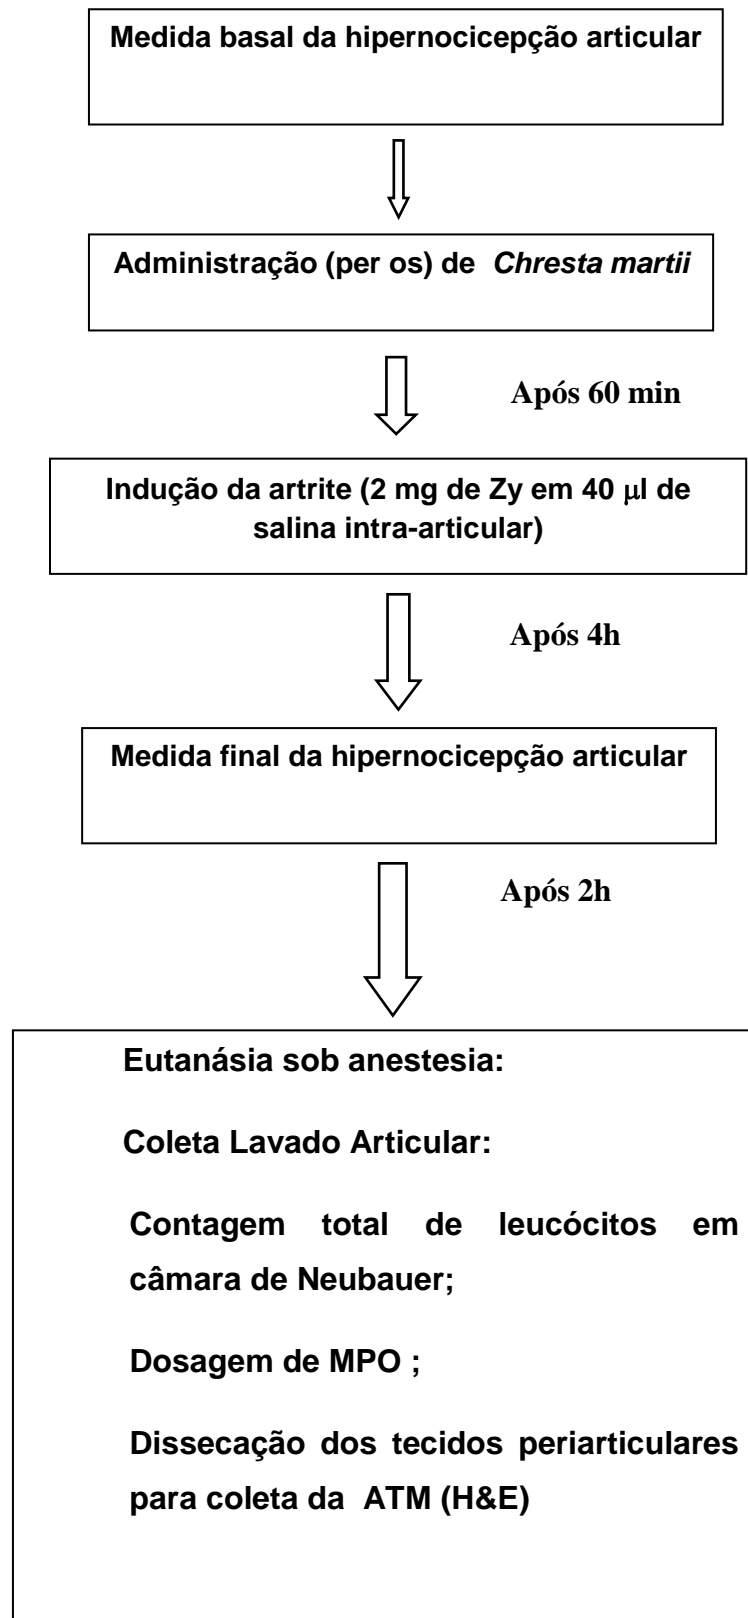 Medida basal da hipernocicepção articular
Administração (per os) de Chresta martii
Após 60 min
Indução da artrite (2 mg de Zy em 40 µl de
salina intra-articular)
Após 4h
Medida final da hipernocicepção articular
Após 2h
Eutanásia sob anestesia:
Coleta Lavado Articular:
Contagem total de leucócitos em
câmara de Neubauer;
Dosagem de MPO ;
Dissecação dos tecidos periarticulares
para coleta da ATM (H&E)